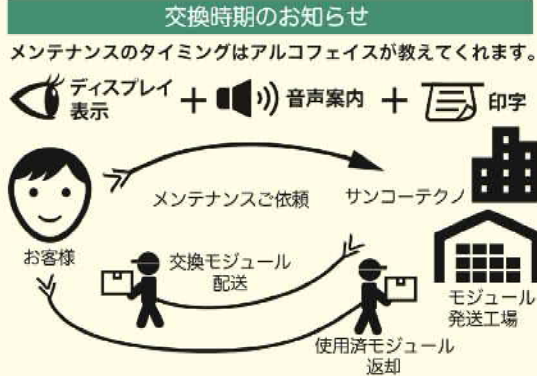 交換時期のお知らせ
メンテナンスのタイミングはアルコフェイスが教えてくれます。
ディスプレイ
表示
+
音声案内
+
印字
メンテナンスご依頼
サンコーテクノ
お客様
交換モジュール
配送
モジュール
発送工場
使用済モジュール
返却